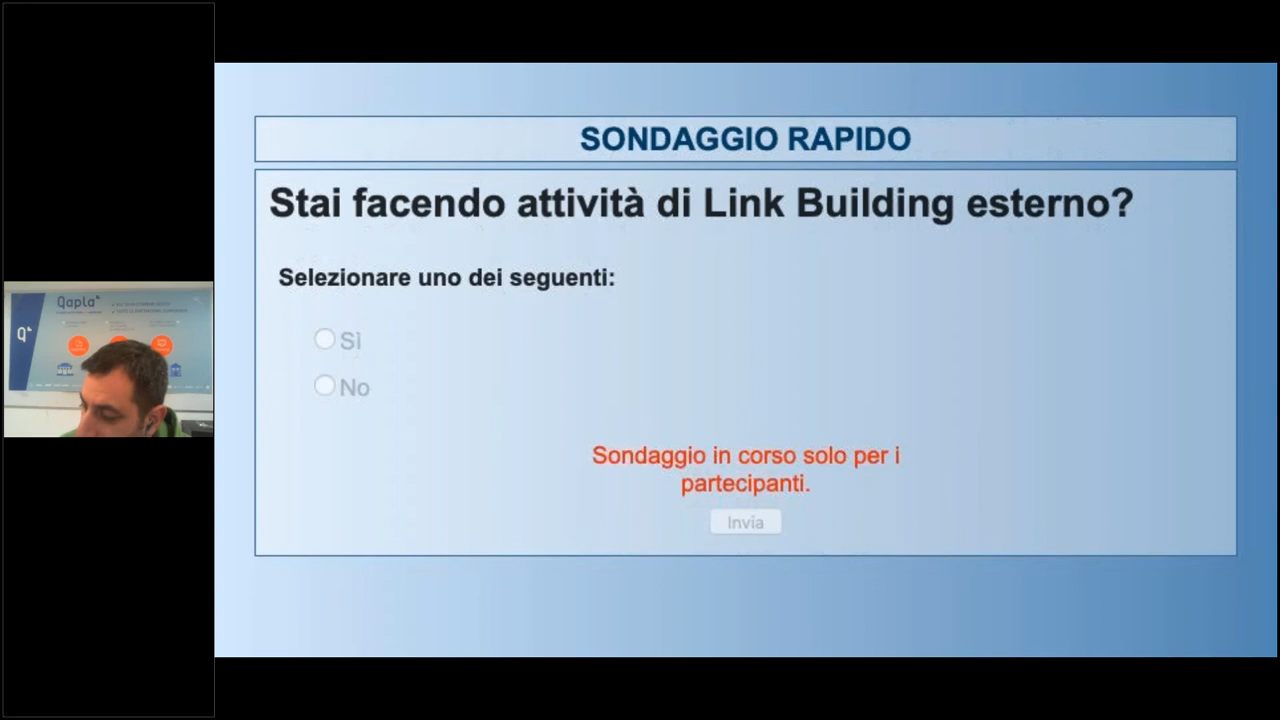 SONDAGGIO RAPIDO
Stai facendo attività di Link Building esterno?
Selezionare uno dei seguenti:
Sì
No
Sondaggio in corso solo per i
partecipanti.
Invia
Qapla'
Q'